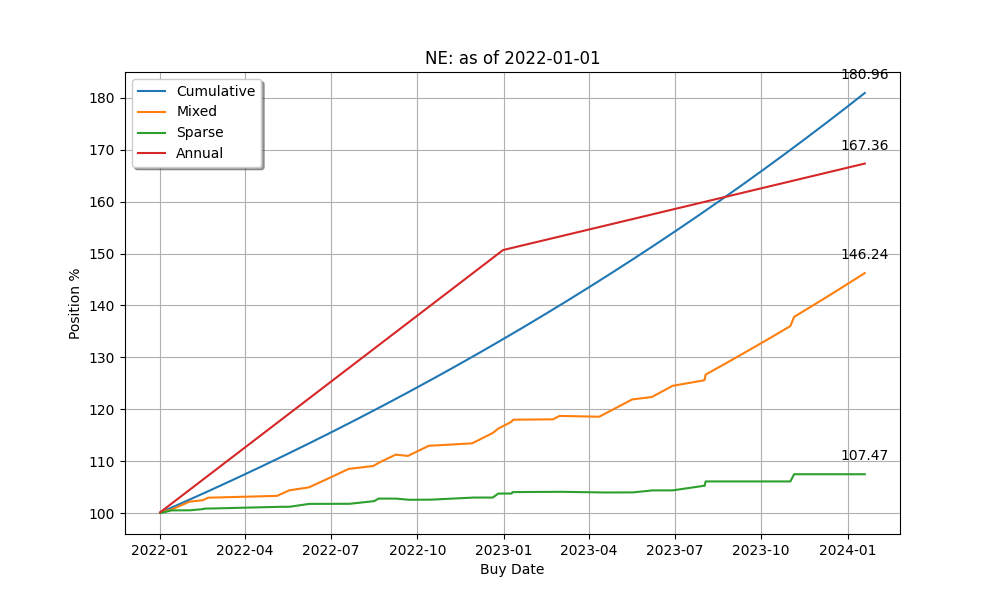 NE: as of 2022-01-01
Cumulative
Mixed
Sparse
Annual
180.96
167.36
146.24
107.47
180
170
160
150
140
130
120
110
100
Position %
2022-01 2022-04 2022-07 2022-10 2023-01 2023-04 2023-07 2023-10 2024-01
Buy Date